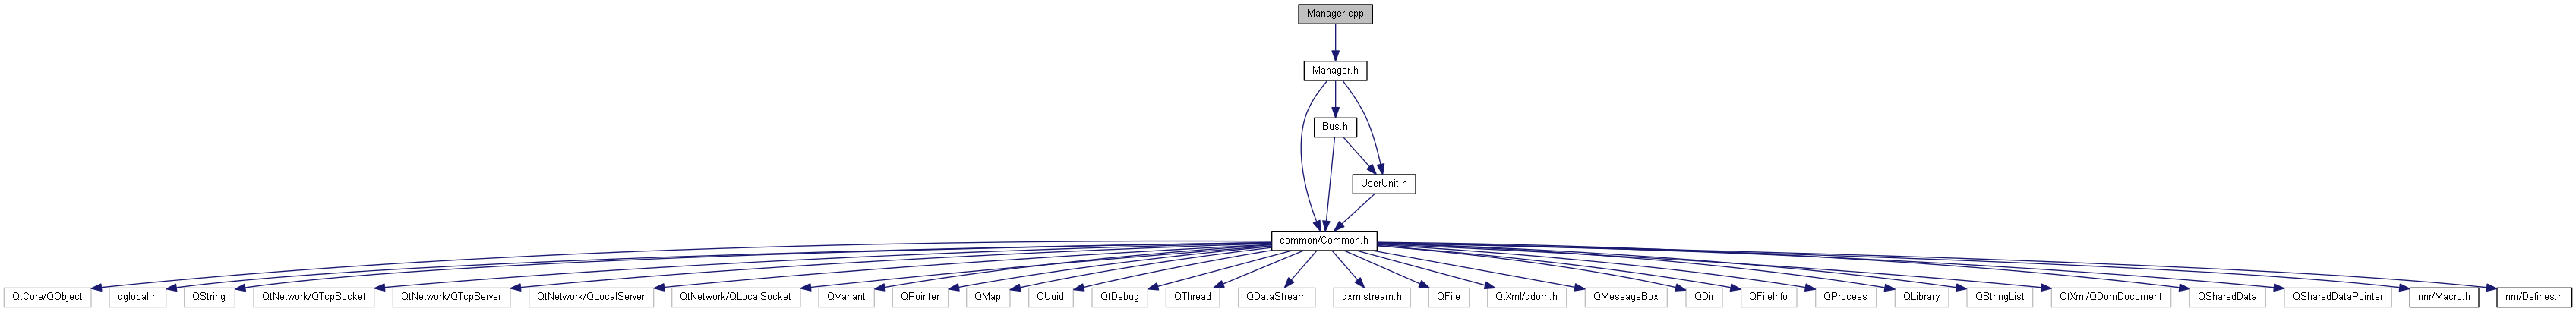 Manager.cpp
Manager.h
Bus.h
UserUnit.h
common/Common.h
QtCore/QObject
qglobal.h
QString
QtNetwork/QTcpSocket
QtNetwork/QTcpServer
QtNetwork/QLocalServer
QtNetwork/QLocalSocket
QVariant
QPointer
QMap
QUuid
QtDebug
QThread
QDataStream
qxmlstream.h
QFile
QtXml/qdom.h
QMessageBox
QDir
QFileInfo
QProcess
QLibrary
QStringList
QtXml/QDomDocument
QSharedData
QSharedDataPointer
nnr/Macro.h
nnr/Defines.h